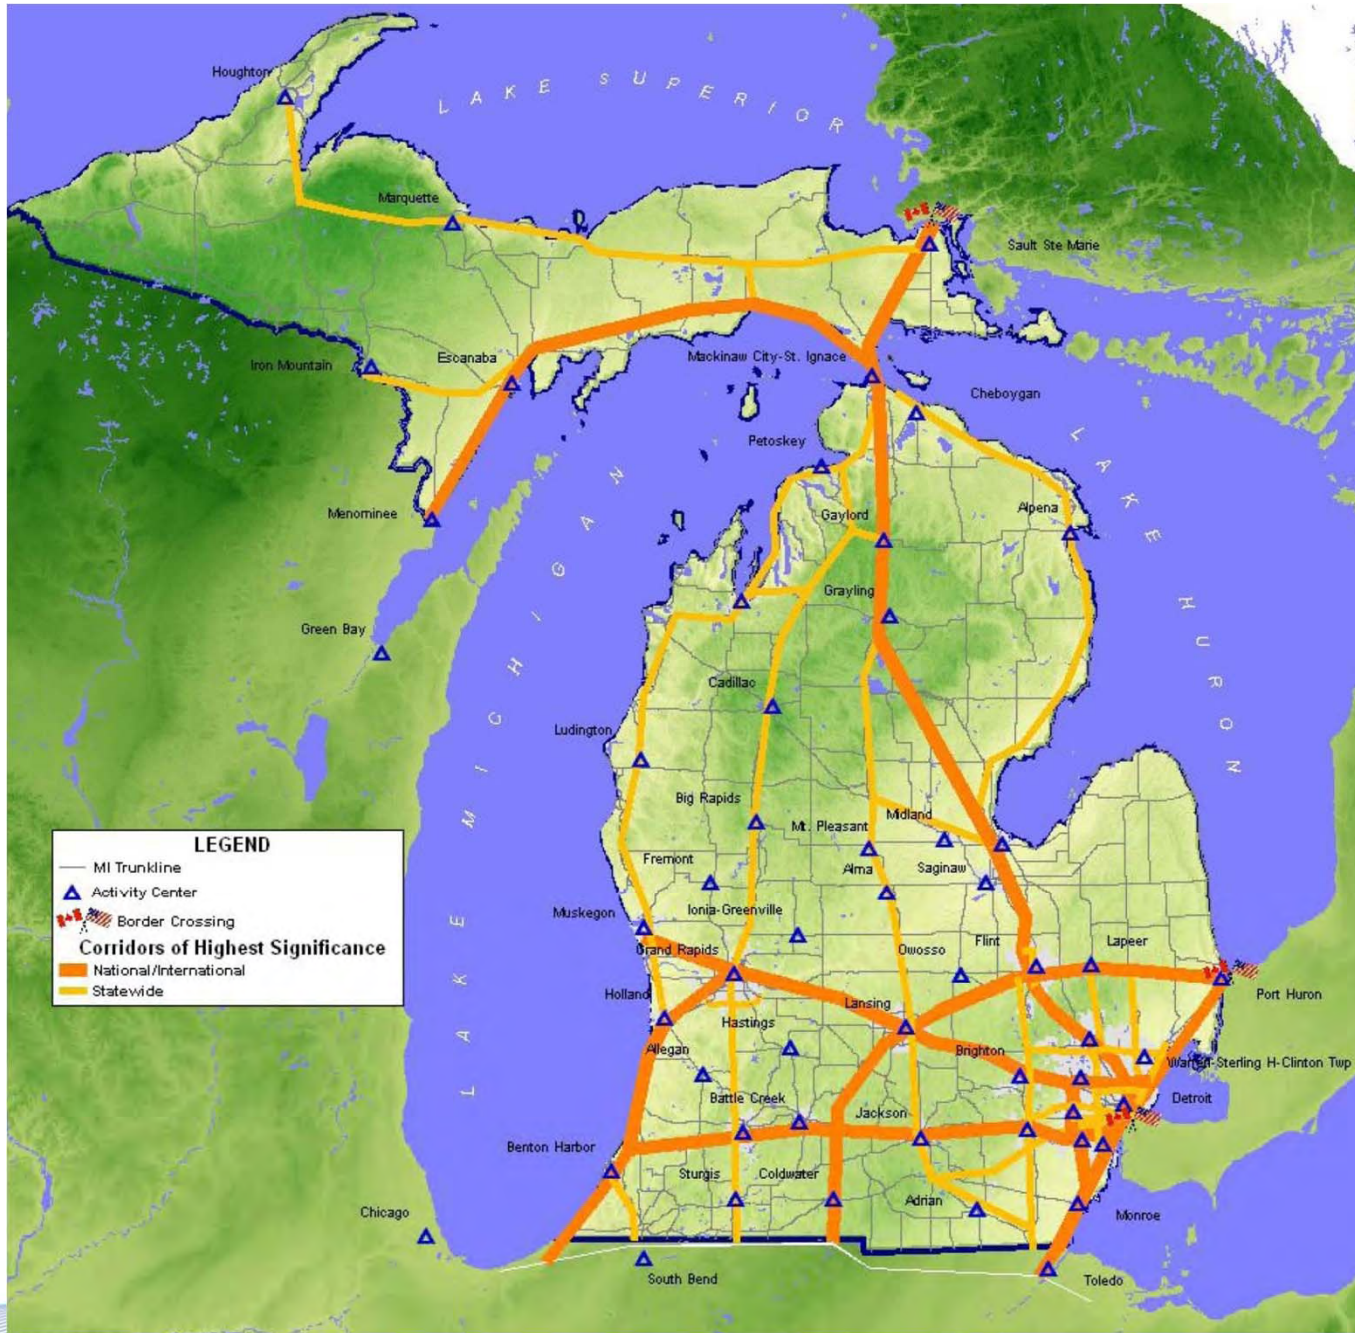 Houghton
LAKE SUPERIOR
Marquette
Sault Ste Marie
Iron Mountain
Escanaba
Mackinaw City-St. Ignace
Cheboygan
Petoskey
Menominee
Gaylord
Alpena
LAKE HURON
LAKE MICHIGAN
Grayling
Green Bay
Cadillac
Ludington
Big Rapids
Mt. Pleasant
Midland
Fremont
Alma
Saginaw
Muskegon
Ionia-Greenville
Grand Rapids
Owosso
Flint
Lapeer
Holland
Lansing
Port Huron
Hastings
Allegan
Brighton
Warren-Sterling H-Clinton Twp
Battle Creek
Jackson
Detroit
Benton Harbor
Sturgis
Coldwater
Adrian
Chicago
Monroe
South Bend
Toledo
LEGEND
MI Trunkline
Activity Center
Border Crossing
Corridors of Highest Significance
National/International
Statewide